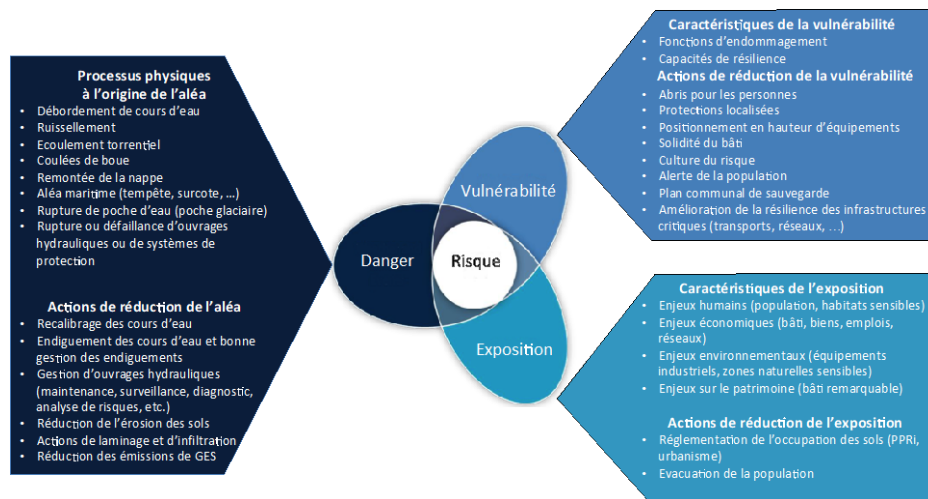 Processus physiques
à l'origine de l'aléa
• Débordement de cours d'eau
• Ruissellement
• Ecoulement torrentiel
• Coulées de boue
• Remontée de la nappe
• Aléa maritime (tempête, surcote, ...)
• Rupture de poche d'eau (poche glaciaire)
• Rupture ou défaillance d'ouvrages
hydrauliques ou de systèmes de
protection
Actions de réduction de l'aléa
• Recalibrage des cours d'eau
• Endiguement des cours d'eau et bonne
gestion des endiguements
• Gestion d'ouvrages hydrauliques
(maintenance, surveillance, diagnostic,
analyse de risques, etc.)
• Réduction de l'érosion des sols
• Actions de laminage et d'infiltration
• Réduction des émissions de GES
Danger
Vulnérabilité
Risque
Exposition
Caractéristiques de la vulnérabilité
• Fonctions d'endommagement
• Capacités de résilience
Actions de réduction de la vulnérabilité
• Abris pour les personnes
• Protections localisées
• Positionnement en hauteur d'équipements
• Solidité du bâti
• Culture du risque
• Alerte de la population
• Plan communal de sauvegarde
• Amélioration de la résilience des infrastructures
critiques (transports, réseaux, ...)
Caractéristiques de l'exposition
• Enjeux humains (population, habitats sensibles)
• Enjeux économiques (bâti, biens, emplois,
réseaux)
• Enjeux environnementaux (équipements
industriels, zones naturelles sensibles)
• Enjeux sur le patrimoine (bâti remarquable)
Actions de réduction de l'exposition
• Réglementation de l'occupation des sols (PPRi,
urbanisme)
• Evacuation de la population